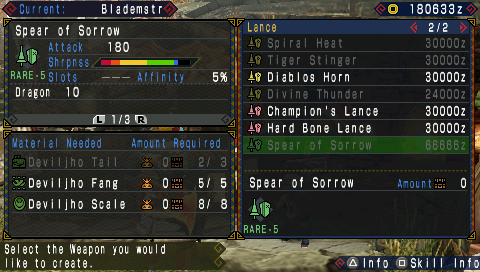 Current: Blademstr
180633z
Spear of Sorrow
Attack 180
Shrpnss
RARE-5 Slots --- Affinity 5%
Dragon 10
L 1/3 R
Material Needed Amount Required
Deviljho Tail 0 2/ 3
Deviljho Fang 0 5/ 5
Deviljho Scale 0 8/ 8
Select the Weapon you would
like to create.
Lance 2/2
Spiral Heat 30000z
Tiger Stinger 30000z
Diablos Horn 30000z
Divine Thunder 24000z
Champion's Lance 30000z
Hard Bone Lance 30000z
Spear of Sorrow 66666z
Spear of Sorrow Amount 0
RARE-5
Info Skill Info